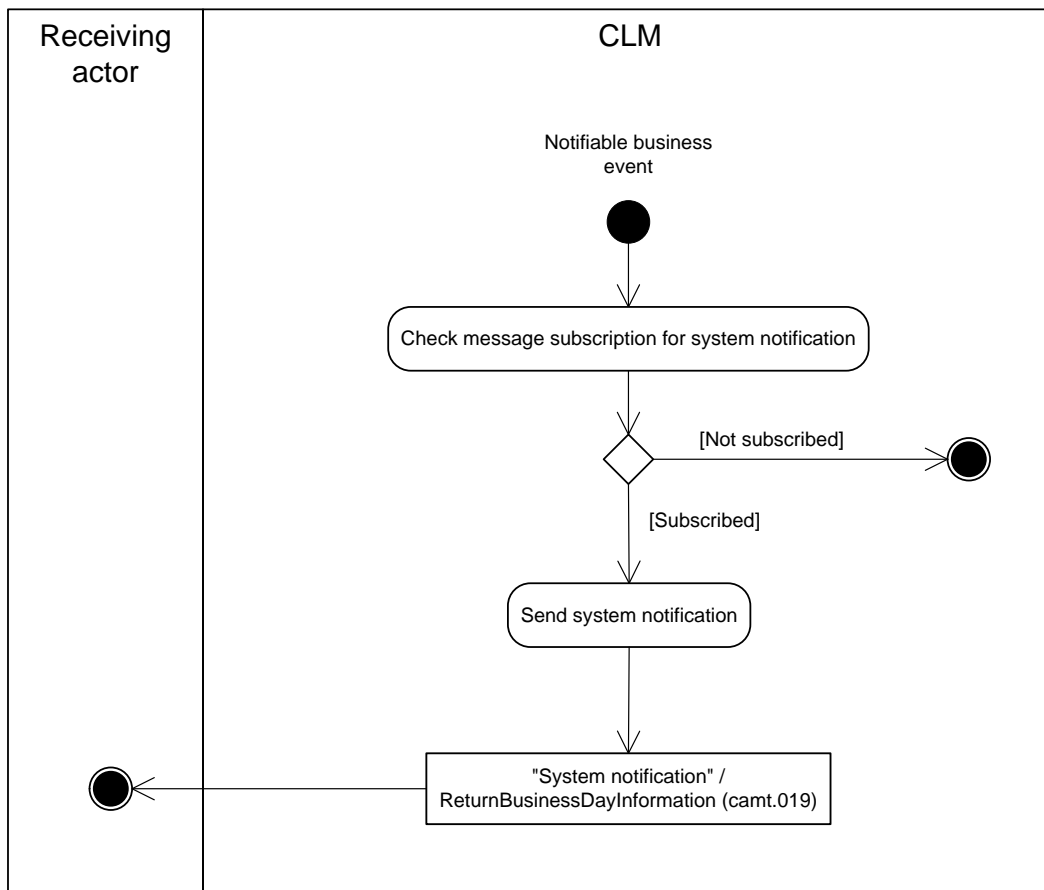 Receiving
actor
CLM
Notifiable business
event
Check message subscription for system notification
[Not subscribed]
[Subscribed]
Send system notification
"System notification" /
ReturnBusinessDayInformation (camt.019)